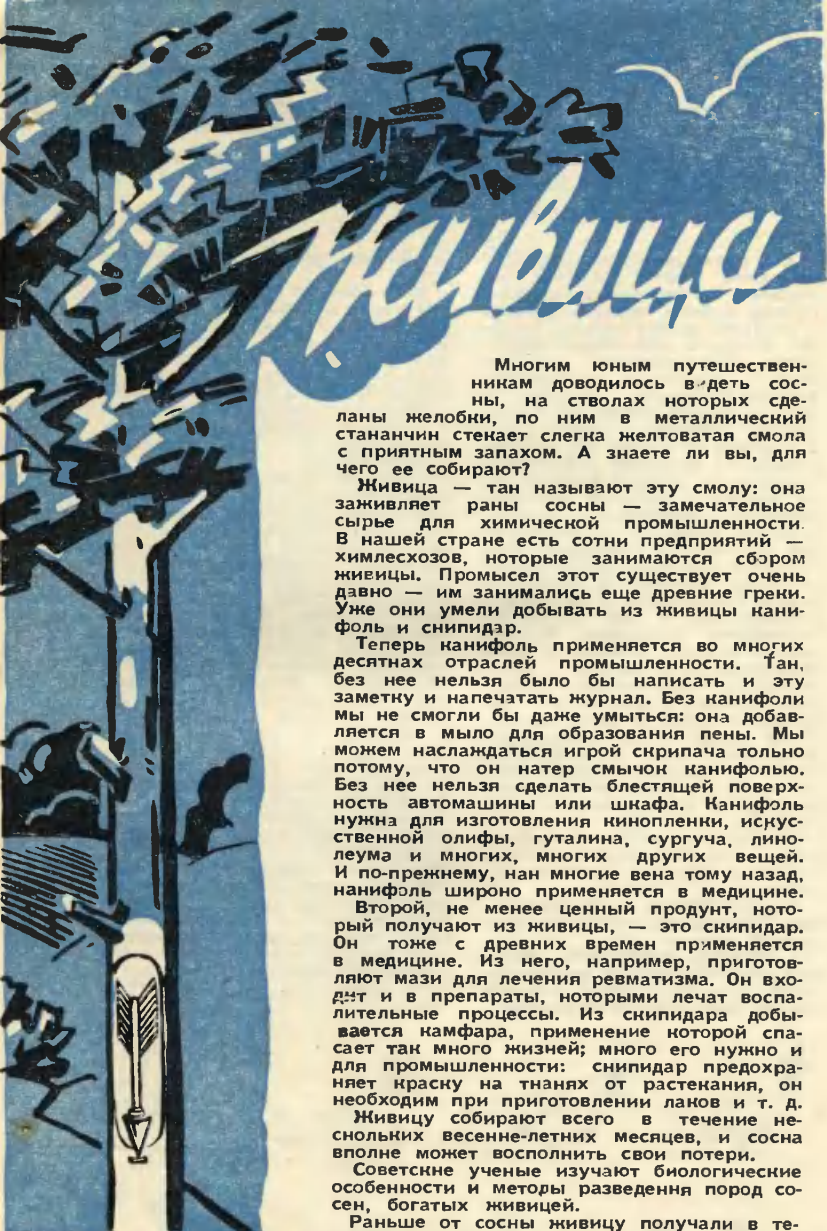 Живица
Многим юным путешествен-
никам доводилось видеть сос-
ны, на стволах которых сде-
ланы желобки, по ним в металлический
стаканчик стекает слегка желтоватая смола
с приятным запахом. А знаете ли вы, для
чего ее собирают?
Живица — так называют эту смолу: она
заживляет раны сосны — замечательное
сырье для химической промышленности.
В нашей стране есть сотни предприятий —
химлесхозов, которые занимаются сбором
живицы. Промысел этот существует очень
давно — им занимались еще древние греки.
Уже они умели добывать из живицы кани-
фоль и скипидар.
Теперь канифоль применяется во многих
десятках отраслей промышленности. Так,
без нее нельзя было бы написать и эту
заметку и напечатать журнал. Без канифоли
мы не смогли бы даже умыться: она добав-
ляется в мыло для образования пены. Мы
можем наслаждаться игрой скрипача только
потому, что он натер смычок канифолью.
Без нее нельзя сделать блестящей поверх-
ность автомашины или шкафа. Канифоль
нужна для изготовления кинопленки, искус-
ственной олифы, гуталина, сургуча, лино-
леума и многих, многих других вещей.
И по-прежнему, как многие века тому назад,
канифоль широко применяется в медицине.
Второй, не менее ценный продукт, кото-
рый получают из живицы, — это скипидар.
Он тоже с древних времен применяется
в медицине. Из него, например, приготов-
ляют мази для лечения ревматизма. Он вхо-
дит и в препараты, которыми лечат воспа-
лительные процессы. Из скипидара добы-
вается камфара, применение которой спа-
сает так много жизней; много его нужно и
для промышленности: скипидар предохра-
няет краску на тканях от растекания, он
необходим при приготовлении лаков и т. д.
Живицу собирают всего в течение не-
скольких весенне-летних месяцев, и сосна
вполне может восполнить свои потери.
Советские ученые изучают биологические
особенности и методы разведения пород со-
сен, богатых живицей.
Раньше от сосны живицу получали в те-